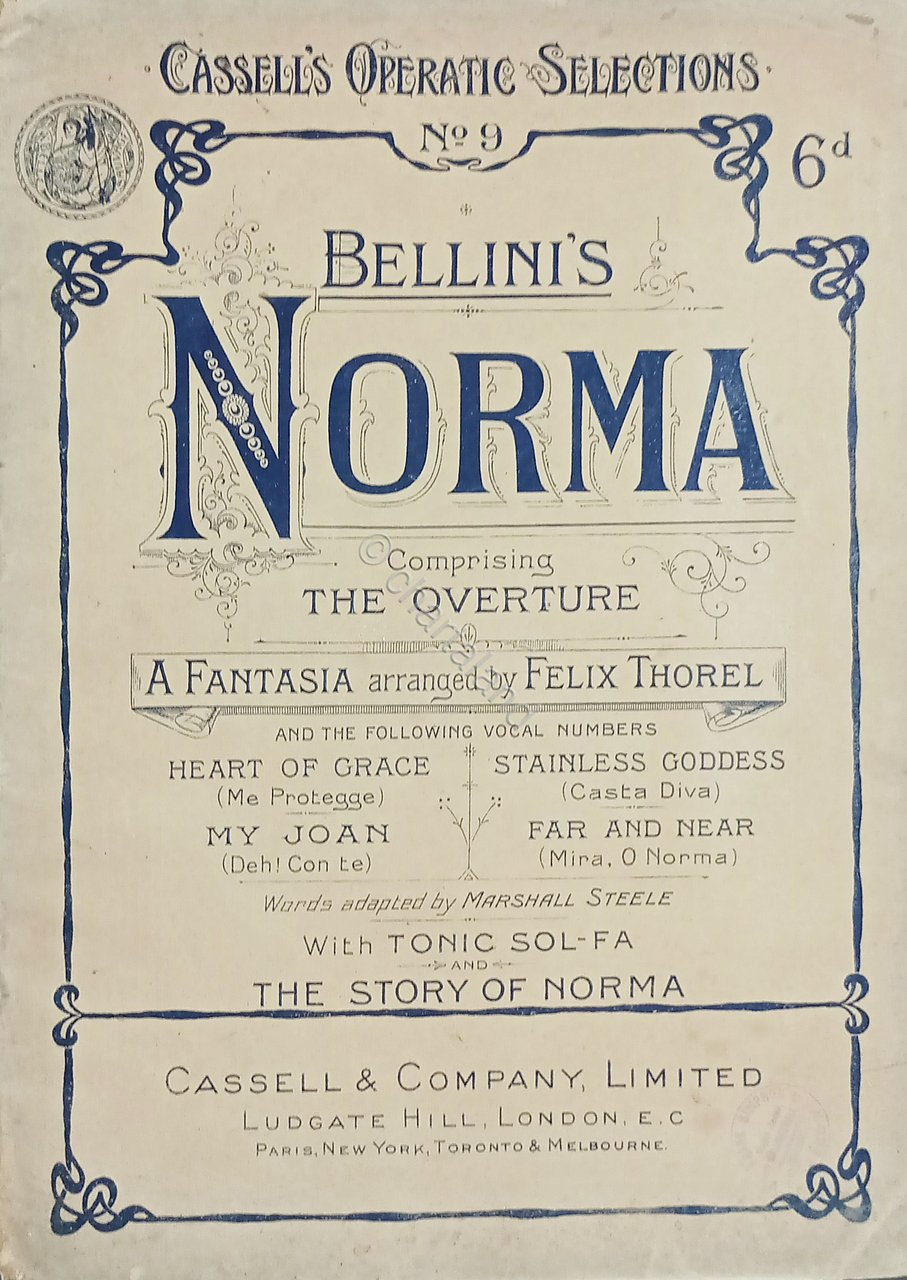 CASSELL'S OPERATIC SELECTIONS
No 9
6d
BELLINI'S
NORMA
Comprising
THE OVERTURE
A FANTASIA arranged by FELIX THOREL
AND THE FOLLOWING VOCAL NUMBERS
HEART OF GRACE
(Me Protegge)
STAINLESS GODDESS
(Casta Diva)
MY JOAN
(Deh! Con te)
FAR AND NEAR
(Mira, O Norma)
Words adapted by MARSHALL STEELE
With TONIC SOL-FA
AND
THE STORY OF NORMA
CASSELL & COMPANY, LIMITED
LUDGATE HILL, LONDON, E.C
PARIS, NEW YORK, TORONTO & MELBOURNE.